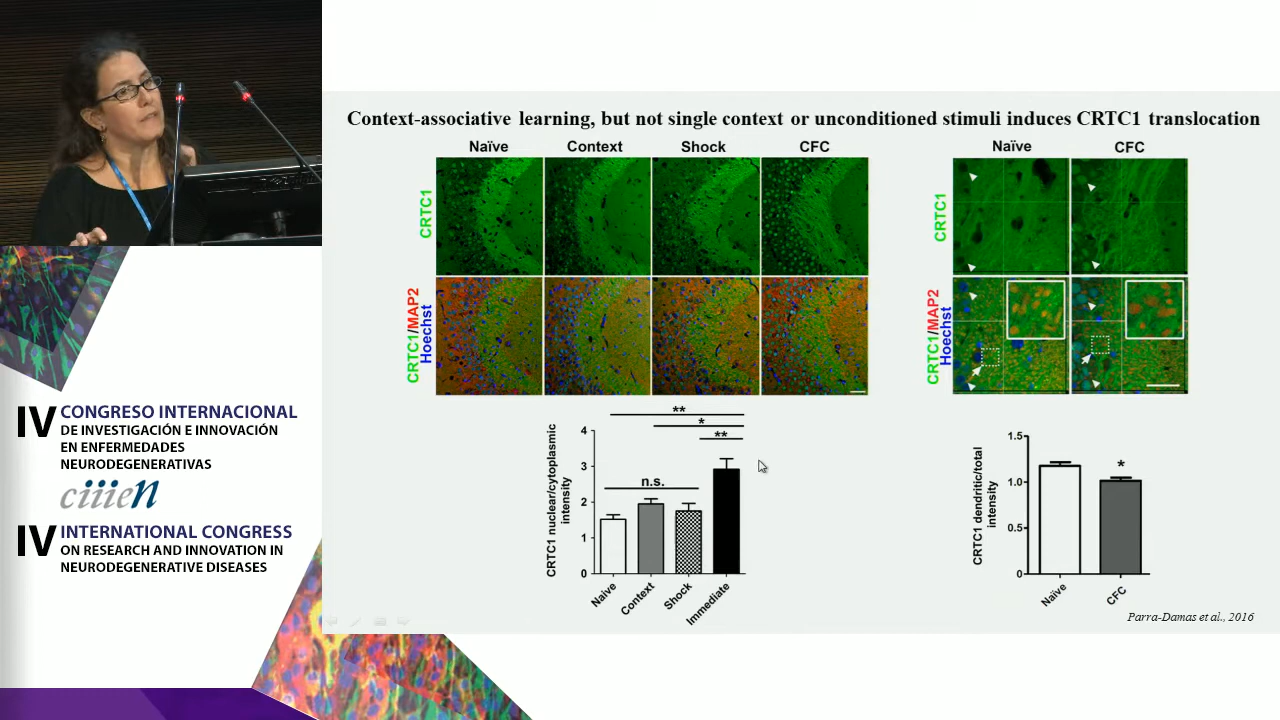 Context-associative learning, but not single context or unconditioned stimuli induces CRTC1 translocation
Naïve Context Shock CFC
CRTC1
CRTC1/MAP2
Hoechst
Naïve CFC
CRTC1
CRTC1/MAP2
Hoechst
CRTC1 nuclear/cytoplasmic
intensity
4
3
2
1
0
**
*
**
n.s.
Naive
Context
Shock
Immediate
CRTC1 dendritic/total
intensity
1.5
1.0
0.5
0
*
Naïve
CFC
Parra-Damas et al., 2016
IV CONGRESO INTERNACIONAL
DE INVESTIGACIÓN E INNOVACIÓN
EN ENFERMEDADES
NEURODEGENERATIVAS
ciiien
IV INTERNATIONAL CONGRESS
ON RESEARCH AND INNOVATION IN
NEURODEGENERATIVE DISEASES